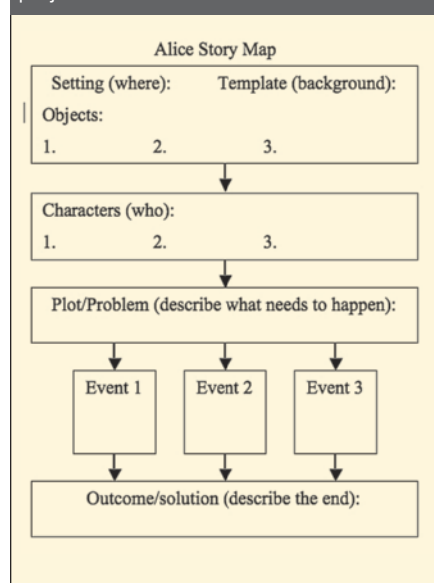 Alice Story Map
Setting (where): Template (background):
Objects:
1. 2. 3.
Characters (who):
1. 2. 3.
Plot/Problem (describe what needs to happen):
Event 1 Event 2 Event 3
Outcome/solution (describe the end):